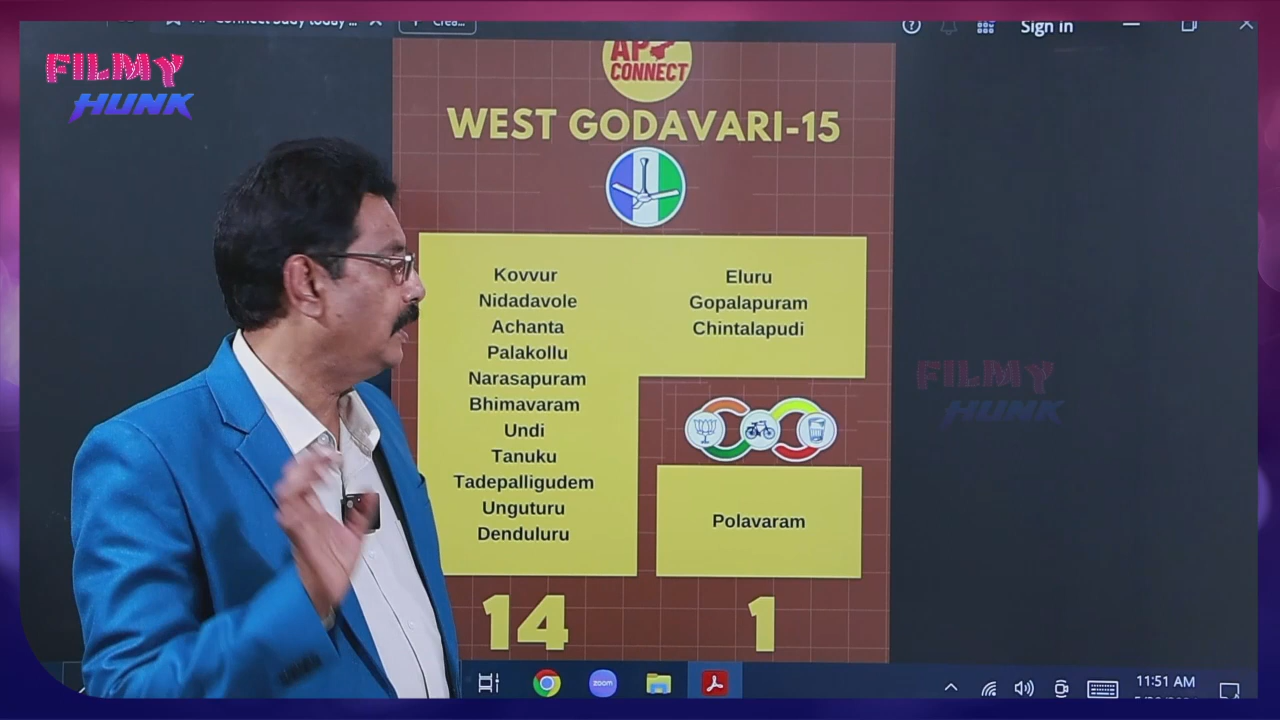 Sign in
FILMY
HUNK
AP
CONNECT
WEST GODAVARI-15
Kovvur
Nidadavole
Achanta
Palakollu
Narasapuram
Bhimavaram
Undi
Tanuku
Tadepalligudem
Unguturu
Denduluru
14
Eluru
Gopalapuram
Chintalapudi
Polavaram
1
FILMY
HUNK
zoom
11:51 AM